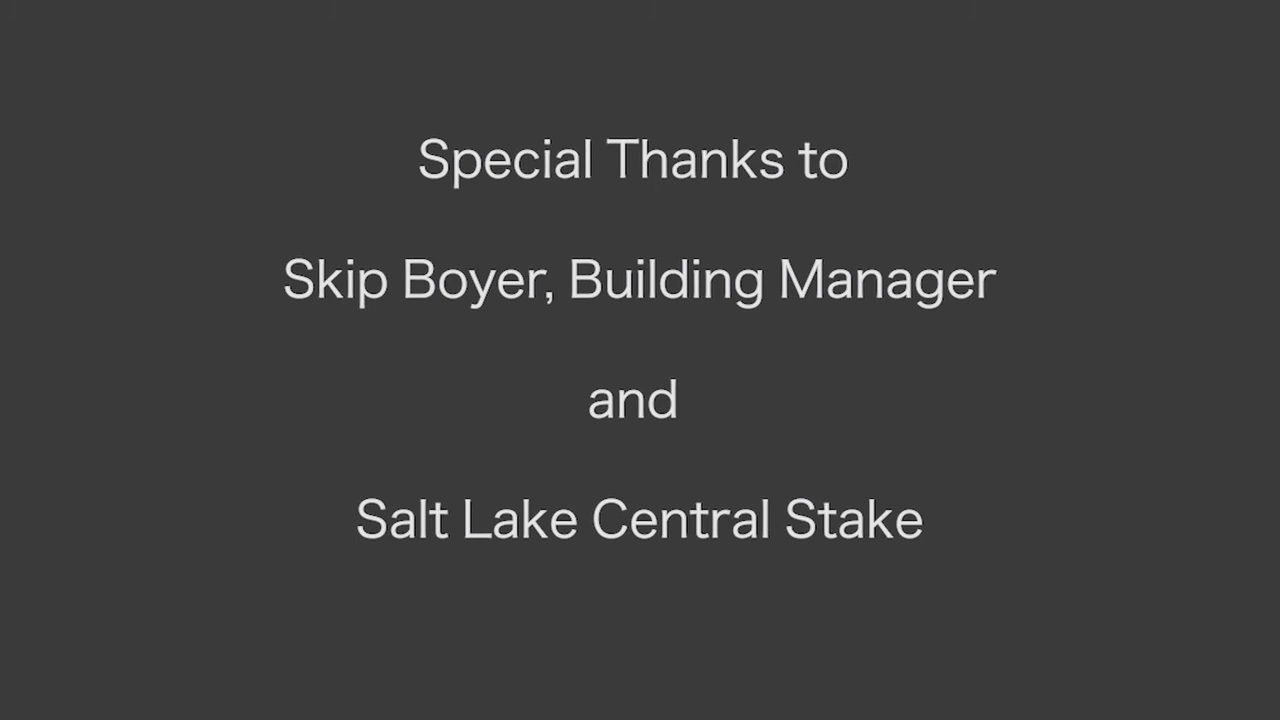 Special Thanks to
Skip Boyer, Building Manager
and
Salt Lake Central Stake